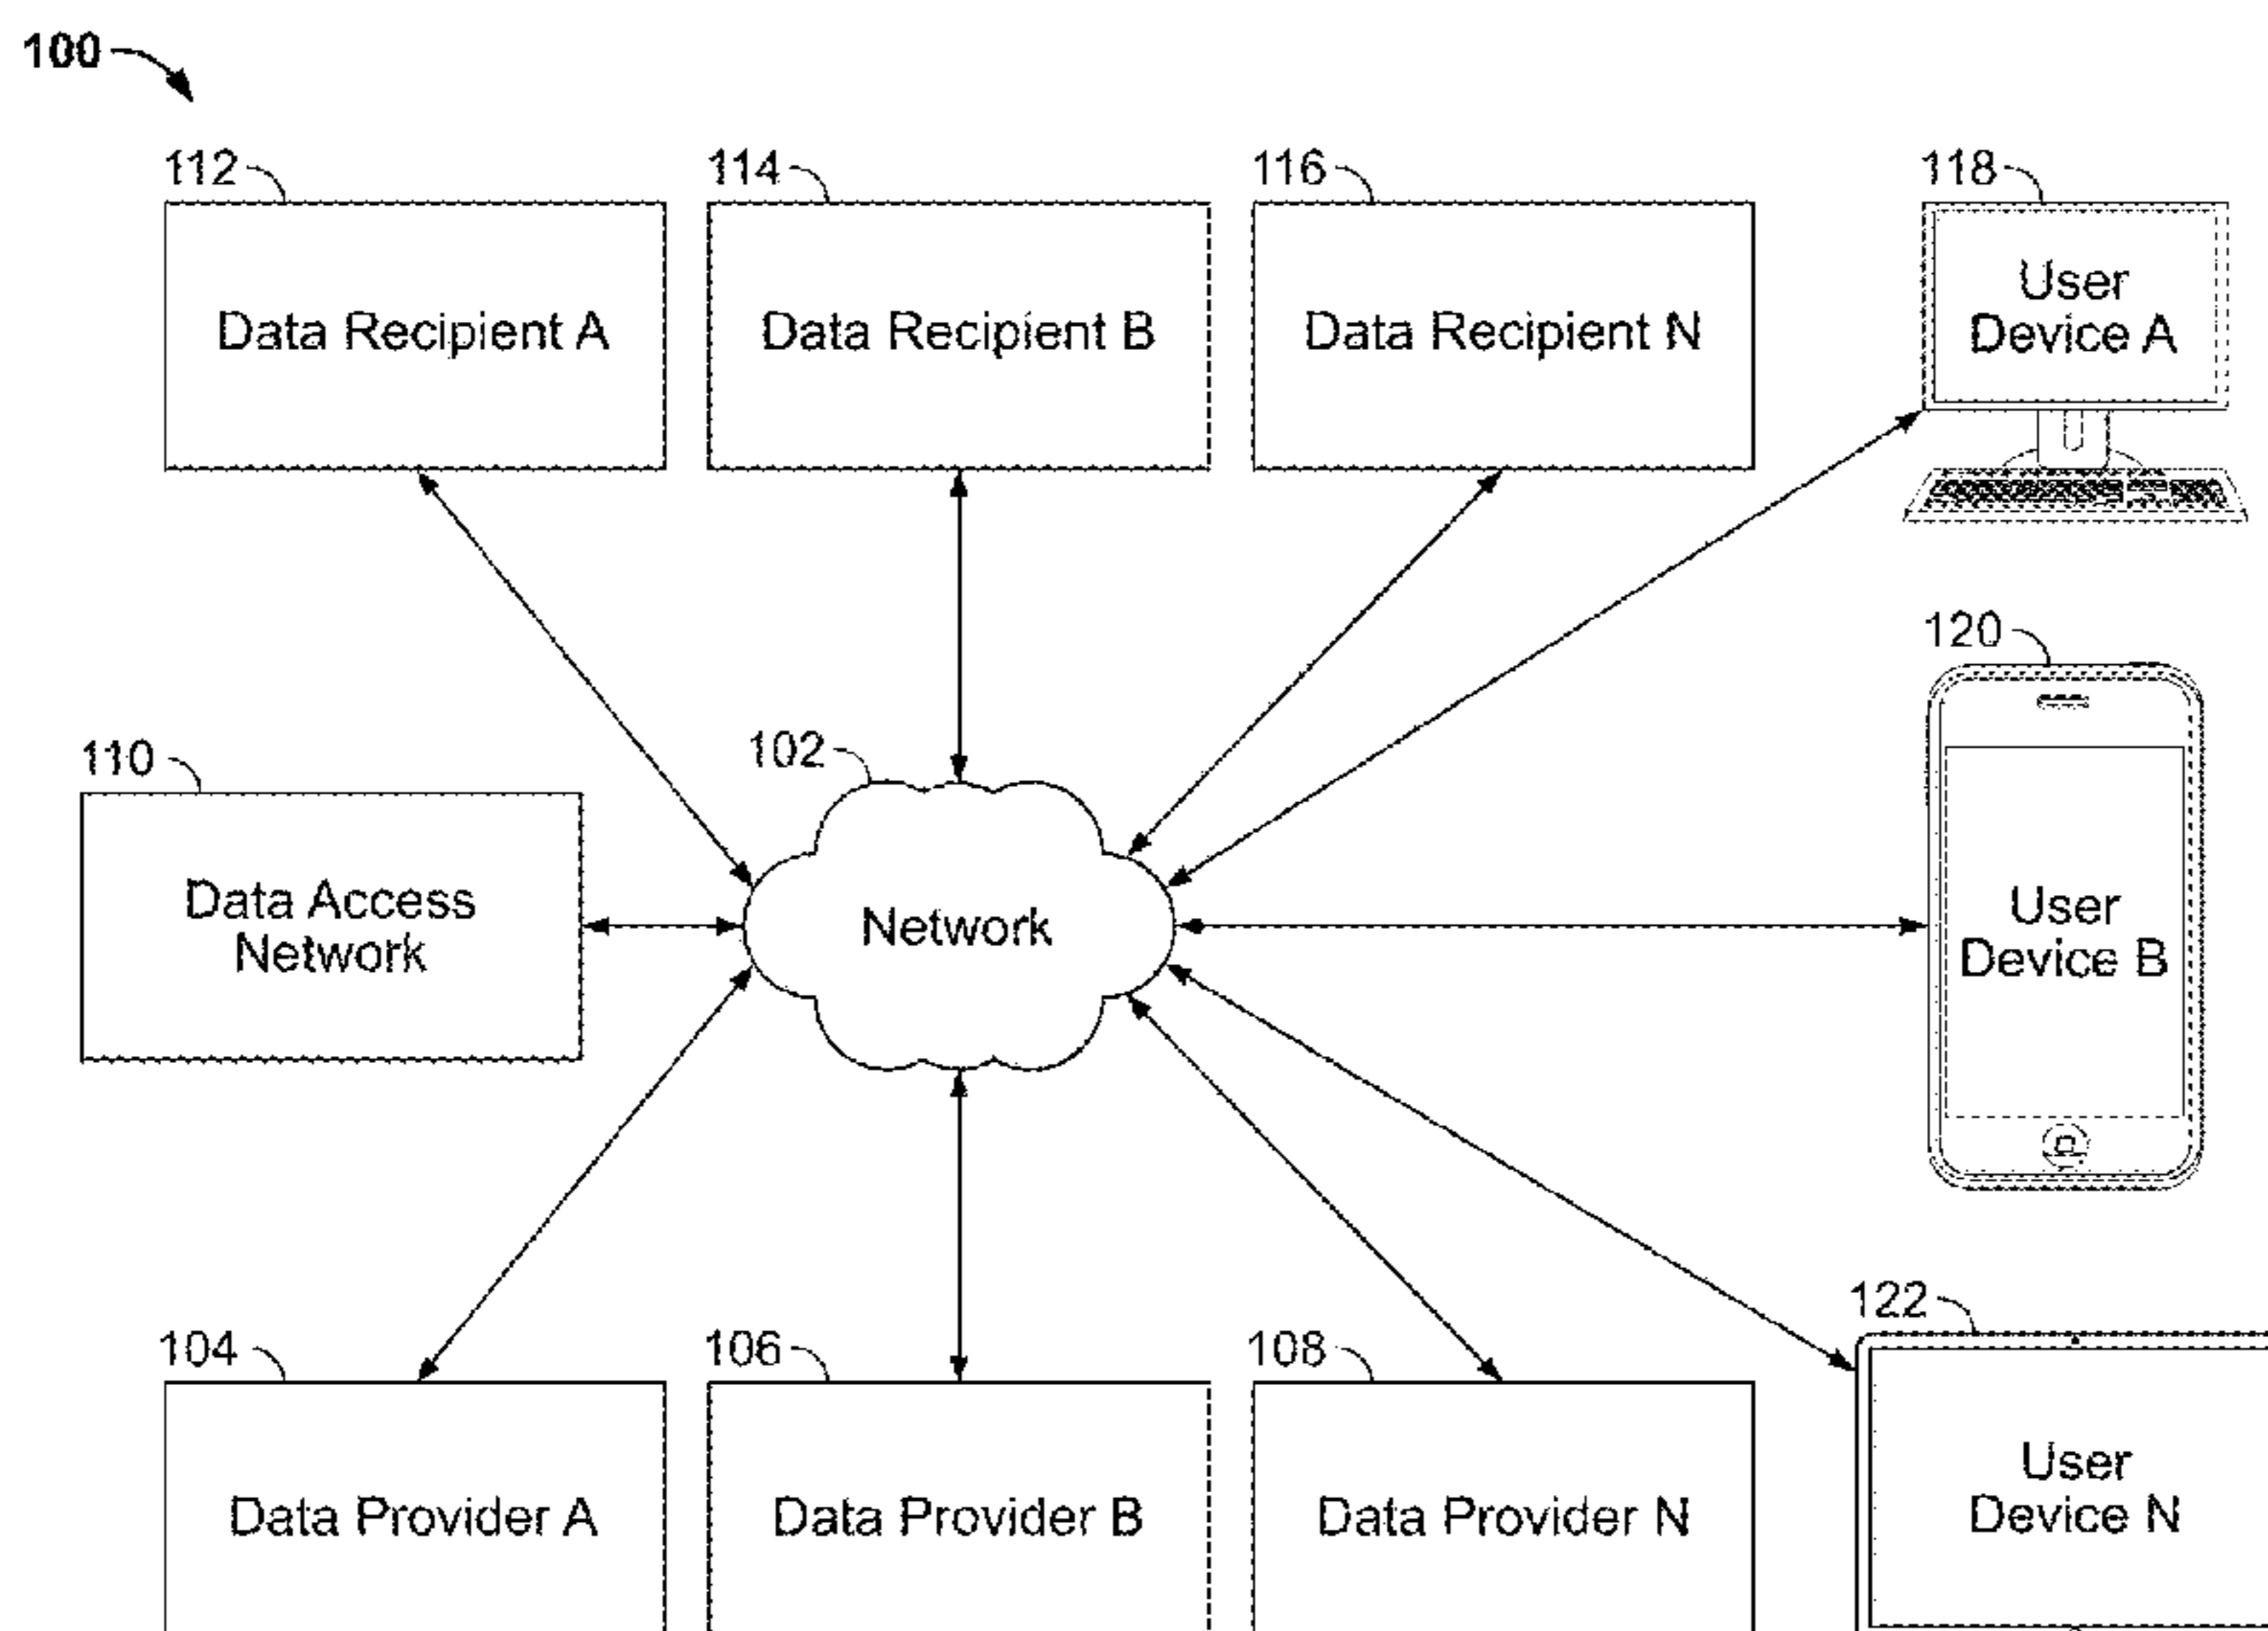 100
112
114
116
118
Data Recipient A
Data Recipient B
Data Recipient N
User
Device A
120
110
102
Data Access
Network
Network
User
Device B
104
106
108
122
Data Provider A
Data Provider B
Data Provider N
User
Device N